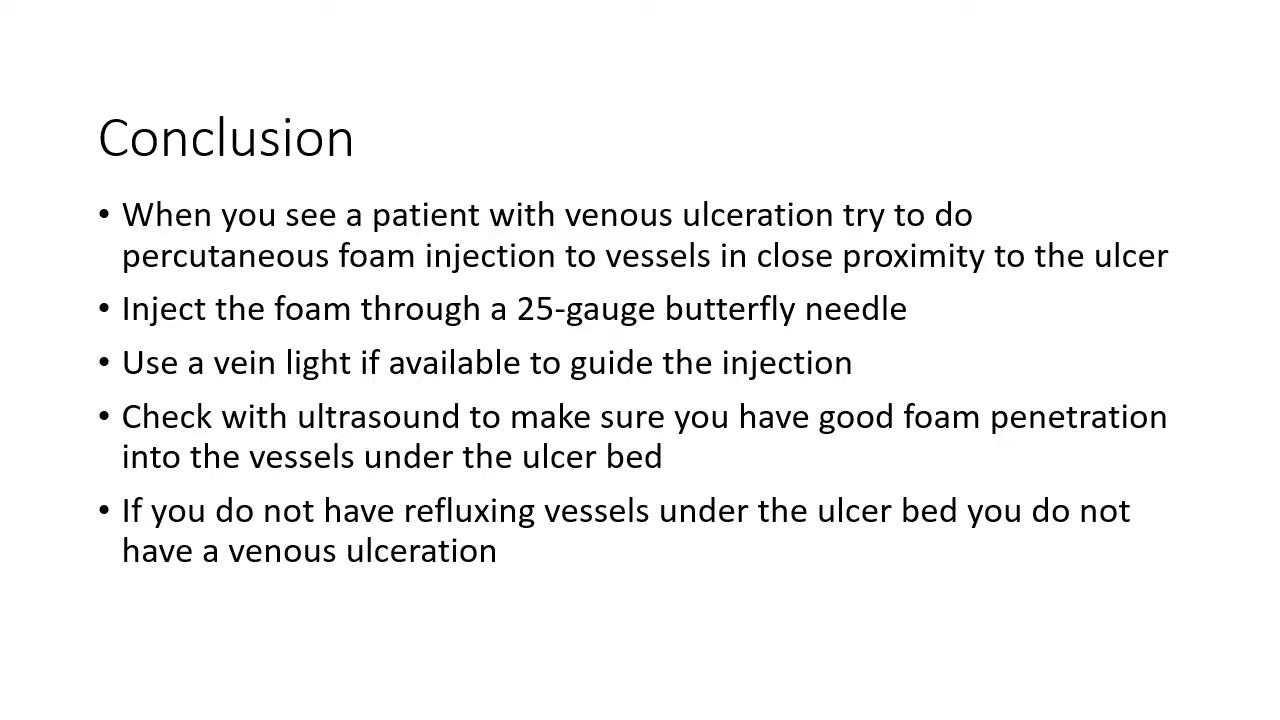 Conclusion
• When you see a patient with venous ulceration try to do
percutaneous foam injection to vessels in close proximity to the ulcer
• Inject the foam through a 25-gauge butterfly needle
• Use a vein light if available to guide the injection
• Check with ultrasound to make sure you have good foam penetration
into the vessels under the ulcer bed
• If you do not have refluxing vessels under the ulcer bed you do not
have a venous ulceration